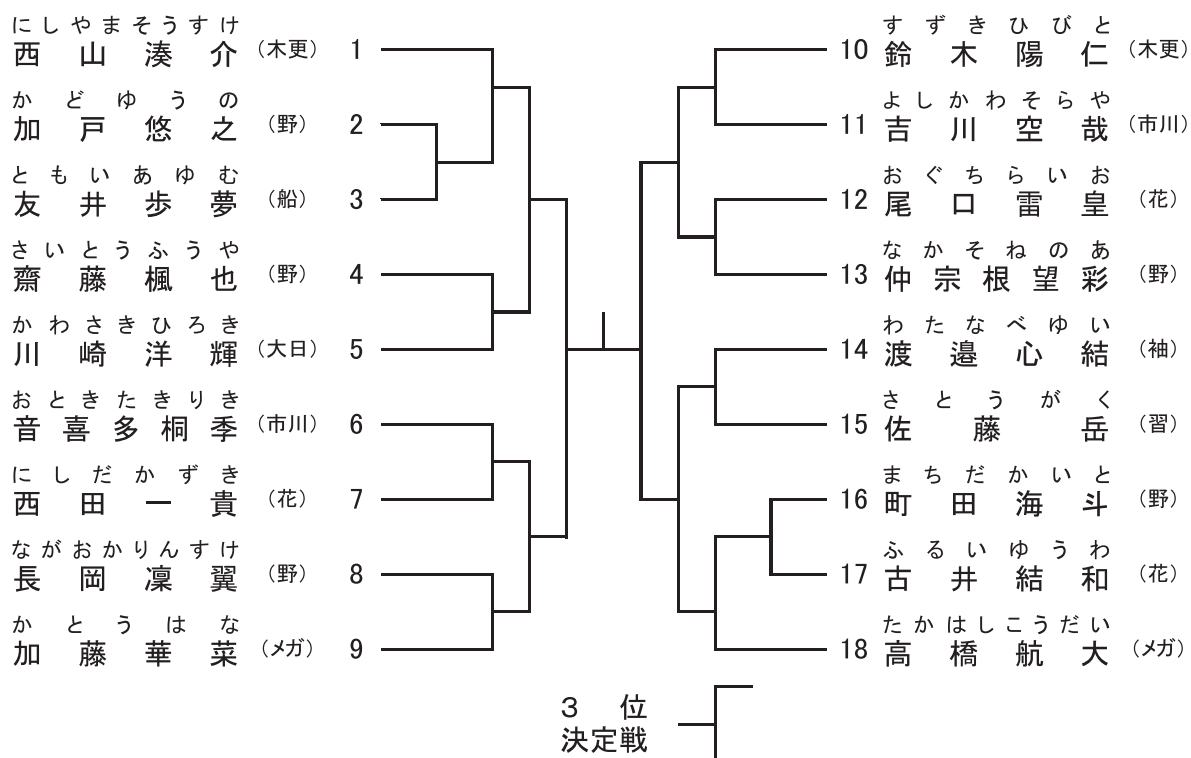 にしやまそうすけ
西山湊介 (木更) 1
かどゆうの
加戸悠之 (野) 2
ともいあゆむ
友井歩夢 (船) 3
さいとうふうや
齋藤楓也 (野) 4
かわさきひろき
川崎洋輝 (大日) 5
おときたきりき
音喜多桐季 (市川) 6
にしだかずき
西田一貴 (花) 7
ながおかりんすけ
長岡凜翼 (野) 8
かとうはな
加藤華菜 (メガ) 9
すずきひびと
10 鈴木陽仁 (木更)
よしかわそらや
11 吉川空哉 (市川)
おぐちらいお
12 尾口雷皇 (花)
なかそねのあ
13 仲宗根望彩 (野)
わたなべゆい
14 渡邉心結 (袖)
さとうがく
15 佐藤岳 (習)
まちだかいと
16 町田海斗 (野)
ふるいゆうわ
17 古井結和 (花)
たかはしこうだい
18 高橋航大 (メガ)
3位
決定戦